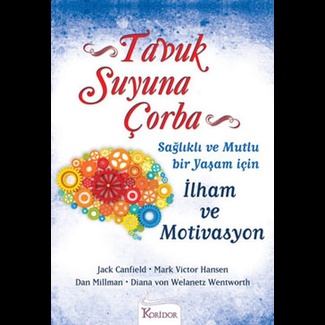 Tavuk
Suyuna
Çorba
Sağlıklı ve Mutlu
bir Yaşam için
İlham
ve
Motivasyon
Jack Canfield • Mark Victor Hansen
Dan Millman • Diana von Welanetz Wentworth
KORİDOR